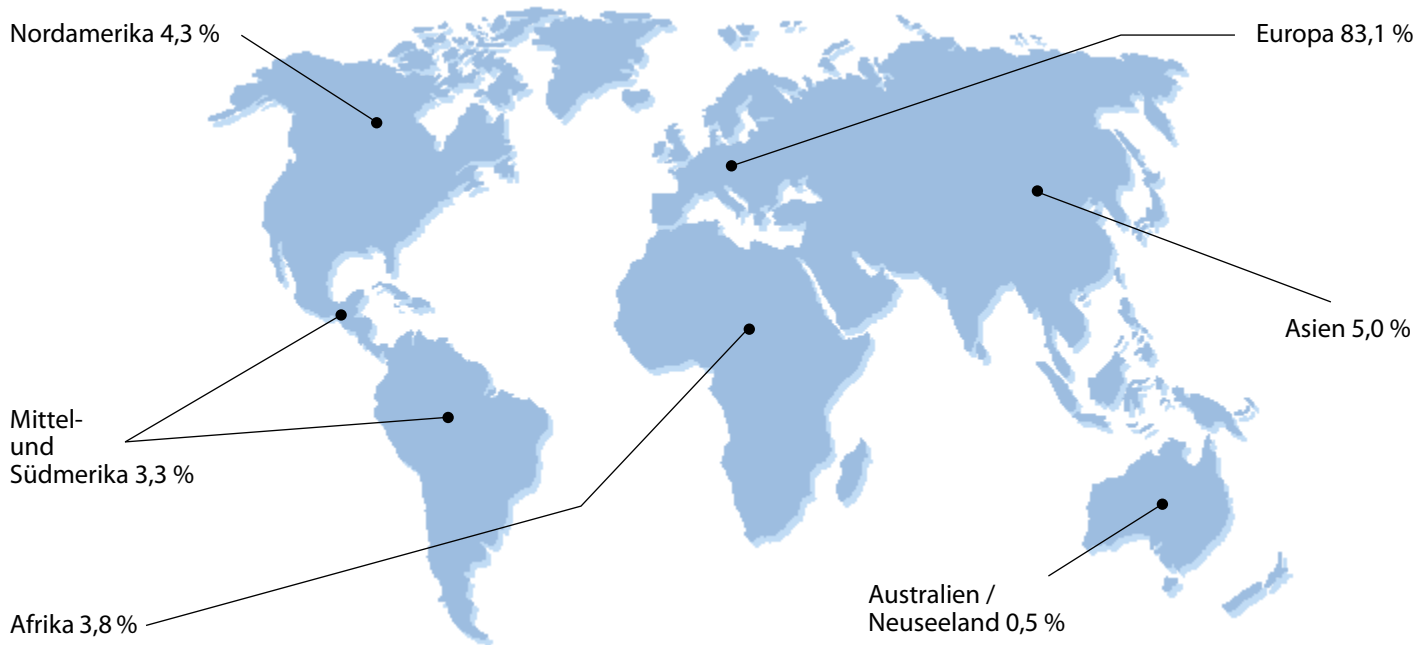 Nordamerika 4,3 %
Europa 83,1 %
Asien 5,0 %
Mittel-
und
Südmerika 3,3 %
Afrika 3,8 %
Australien /
Neuseeland 0,5 %